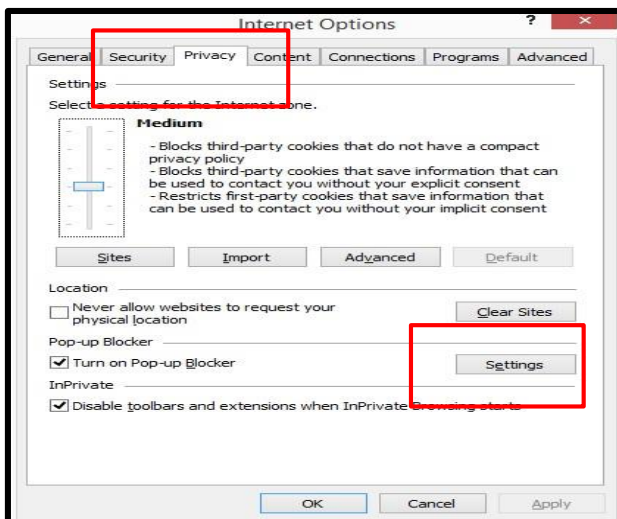 Internet Options ?
General Security Privacy Content Connections Programs Advanced
Settings
Select a setting for the Internet zone.
Medium
- Blocks third-party cookies that do not have a compact
privacy policy
- Blocks third-party cookies that save information that can
be used to contact you without your explicit consent
- Restricts first-party cookies that save information that
can be used to contact you without your implicit consent
Sites Import Advanced Default
Location
Never allow websites to request your
physical location
Clear Sites
Pop-up Blocker
Turn on Pop-up Blocker
Settings
InPrivate
Disable toolbars and extensions when InPrivate Browsing starts
OK Cancel Apply